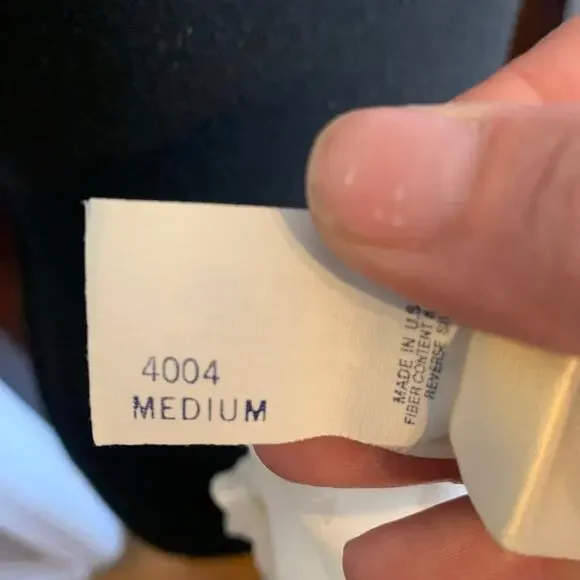 4004
MEDIUM
MADE IN U.S
FIBER CONTENT &
REVERSE